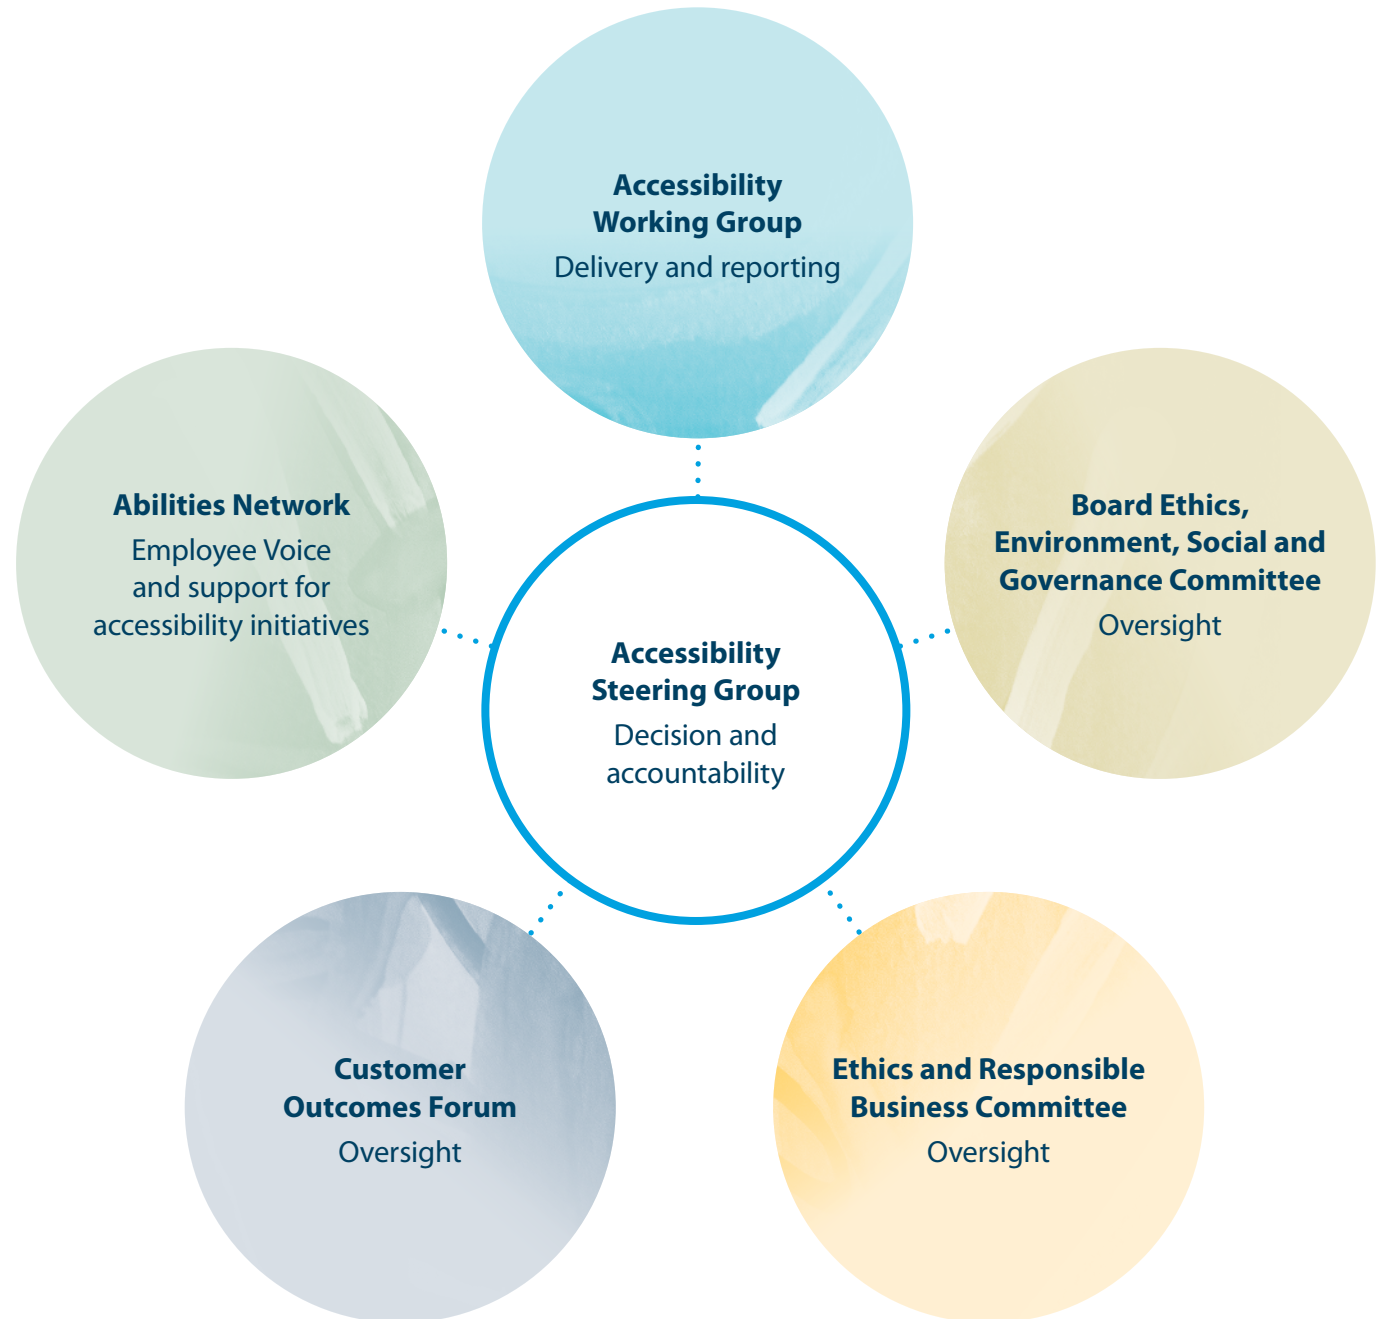 Accessibility
Working Group
Delivery and reporting
Abilities Network
Employee Voice
and support for
accessibility initiatives
Board Ethics,
Environment, Social and
Governance Committee
Oversight
Accessibility
Steering Group
Decision and
accountability
Customer
Outcomes Forum
Oversight
Ethics and Responsible
Business Committee
Oversight